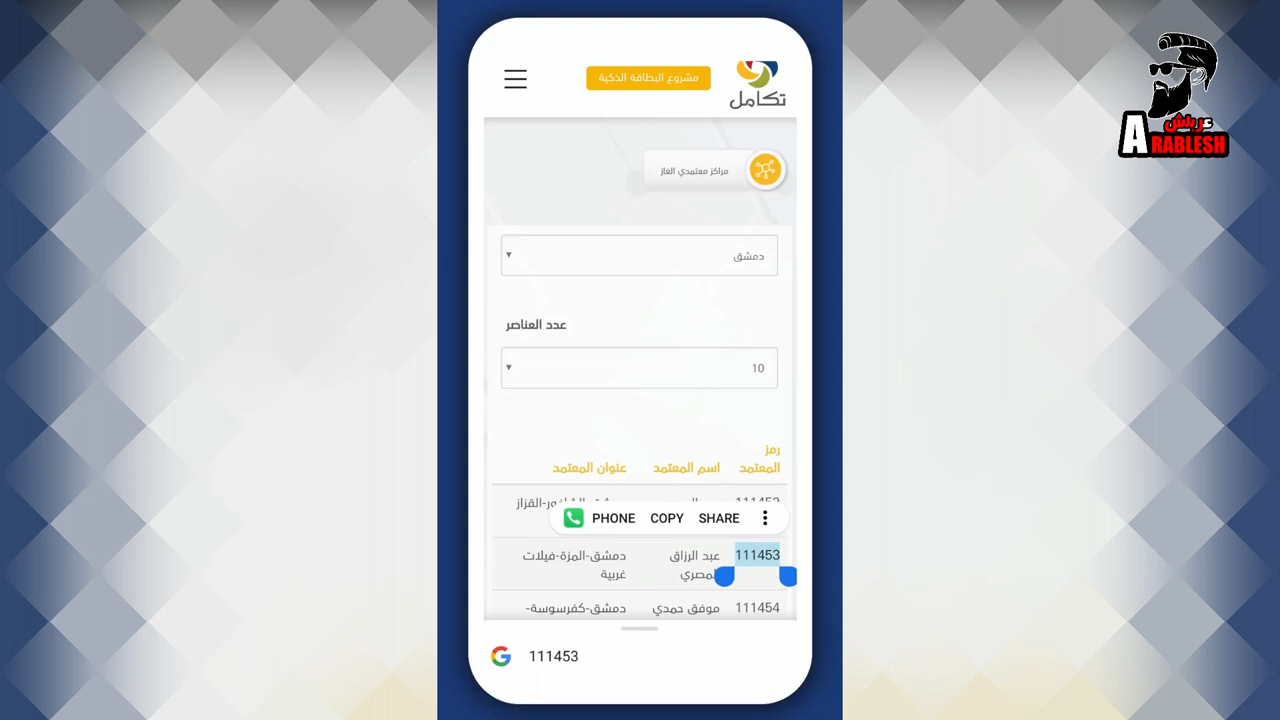 مشروع البطاقة الذكية
تكامل
عربلش
ARABLESH
مراكز معتمدي الغاز
دمشق
عدد العناصر
10
رمز المعتمد اسم المعتمد عنوان المعتمد
PHONE COPY SHARE
111453 عبد الرزاق المصري دمشق-المزة-فيلات غربية
111454 موفق حمدي دمشق-كفرسوسة-
111453